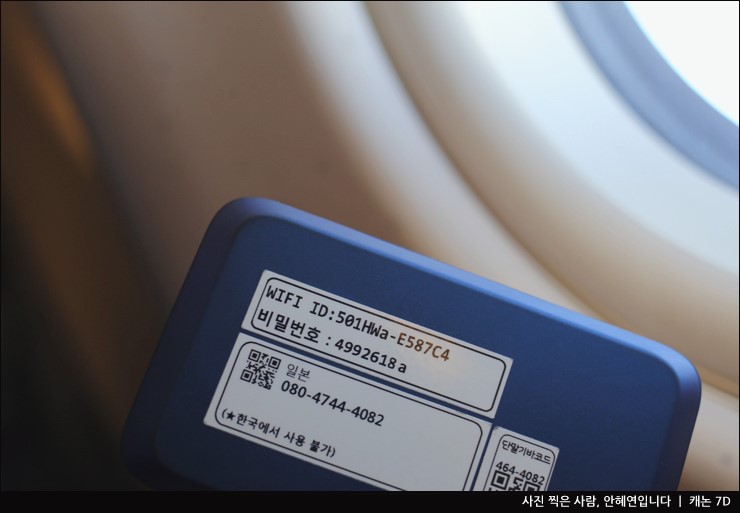 WIFI ID:501HWa-E587C4
비밀번호 : 4992618a
일본
080-4744-4082
(★한국에서 사용 불가)
단말기바코드
464-4082
사진 찍은 사람, 안혜연입니다 | 캐논 7D